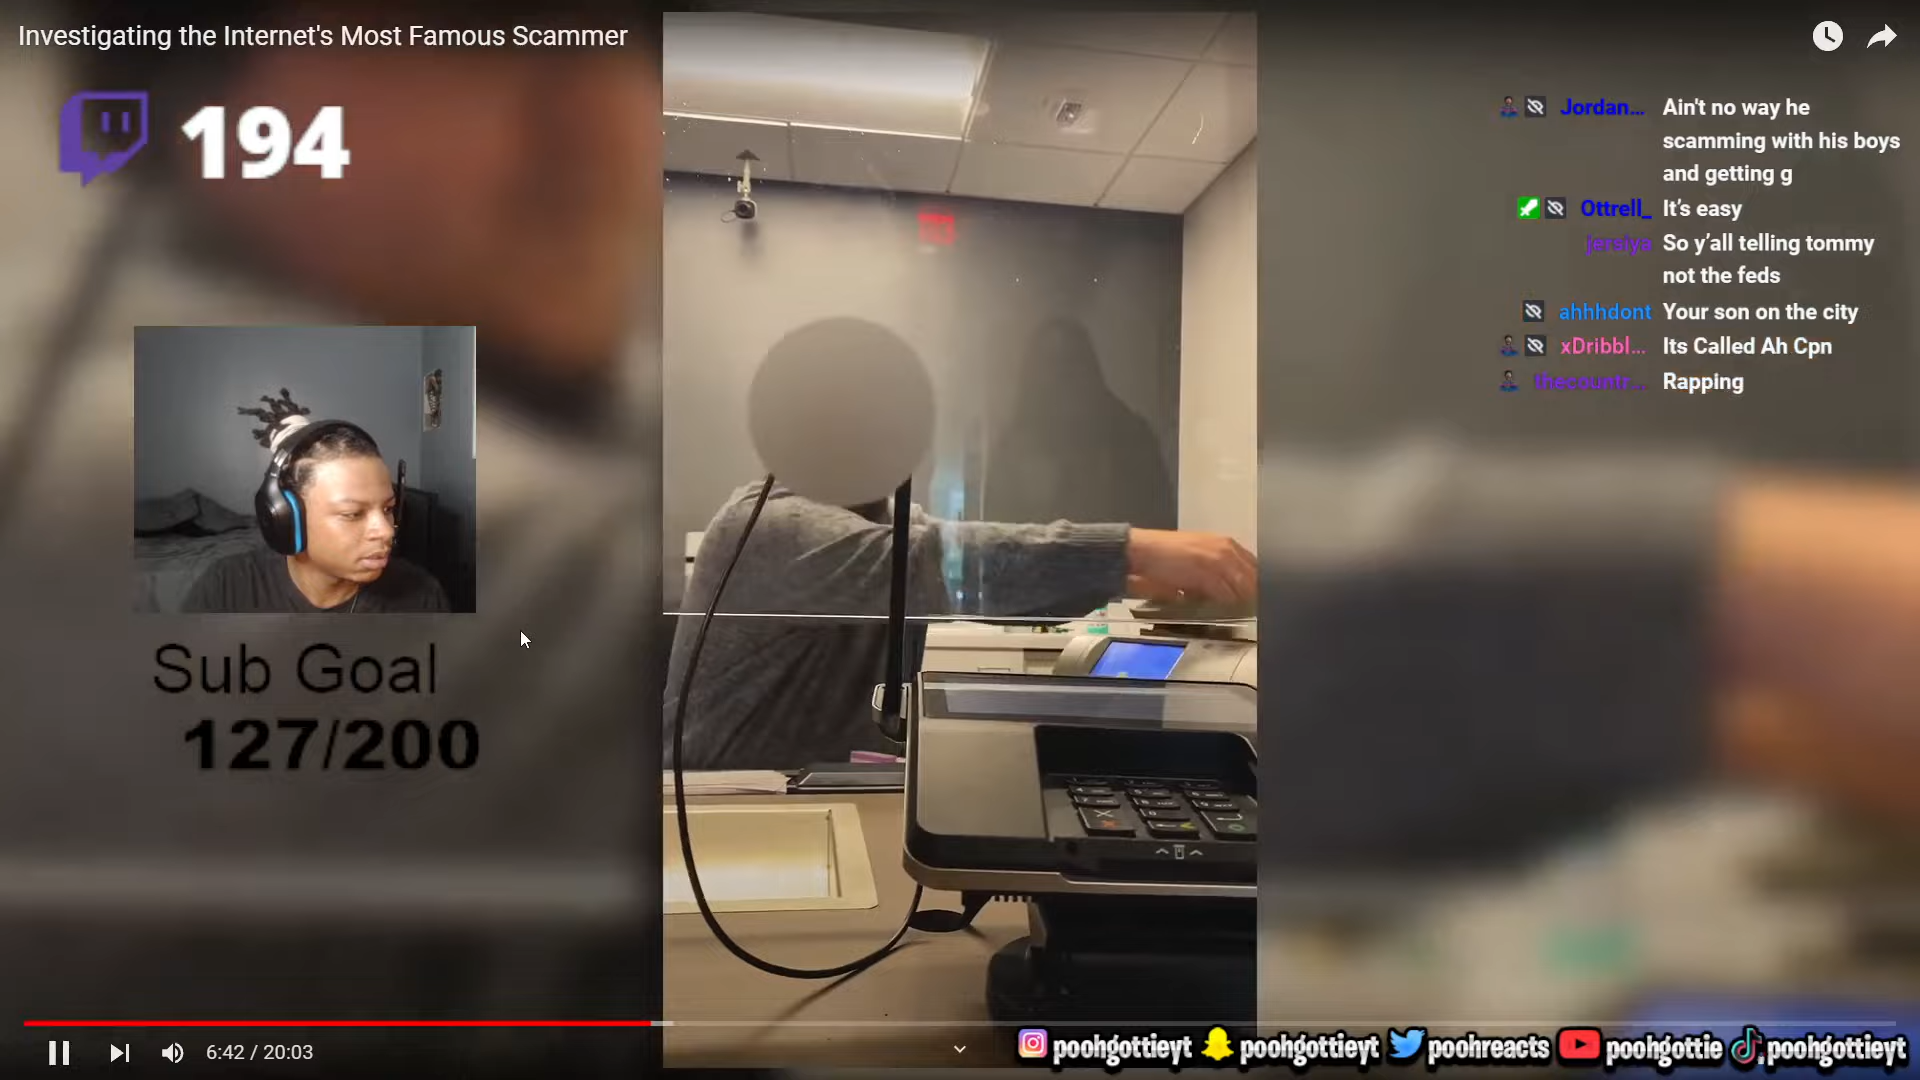 Investigating the Internet's Most Famous Scammer
194
Jordan... Ain't no way he
scamming with his boys
and getting g
Ottrell_ It's easy
jersiya So y'all telling tommy
not the feds
ahhhdont Your son on the city
xDribbl... Its Called Ah Cpn
thecountr... Rapping
Sub Goal
127/200
6:42 / 20:03
poohgottieyt poohgottieyt poohreacts poohgottie poohgottieyt